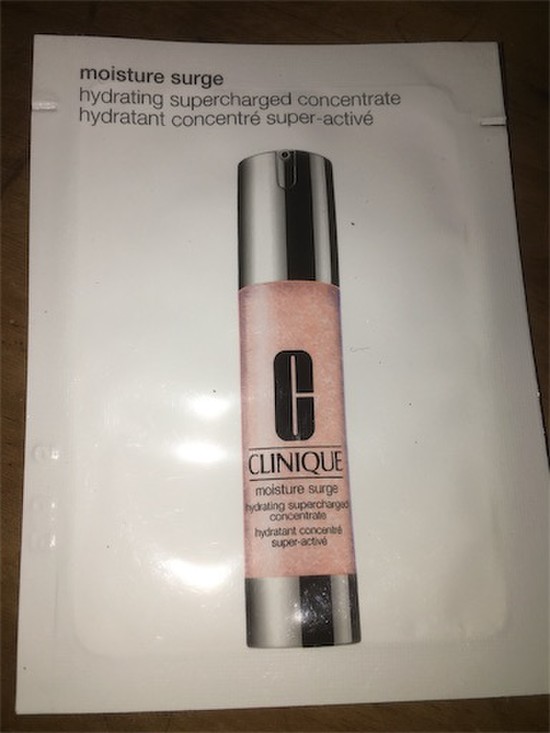 moisture surge
hydrating supercharged concentrate
hydratant concentré super-activé
C
CLINIQUE
moisture surge
hydrating supercharged
concentrate
hydratant concentré
super-activé